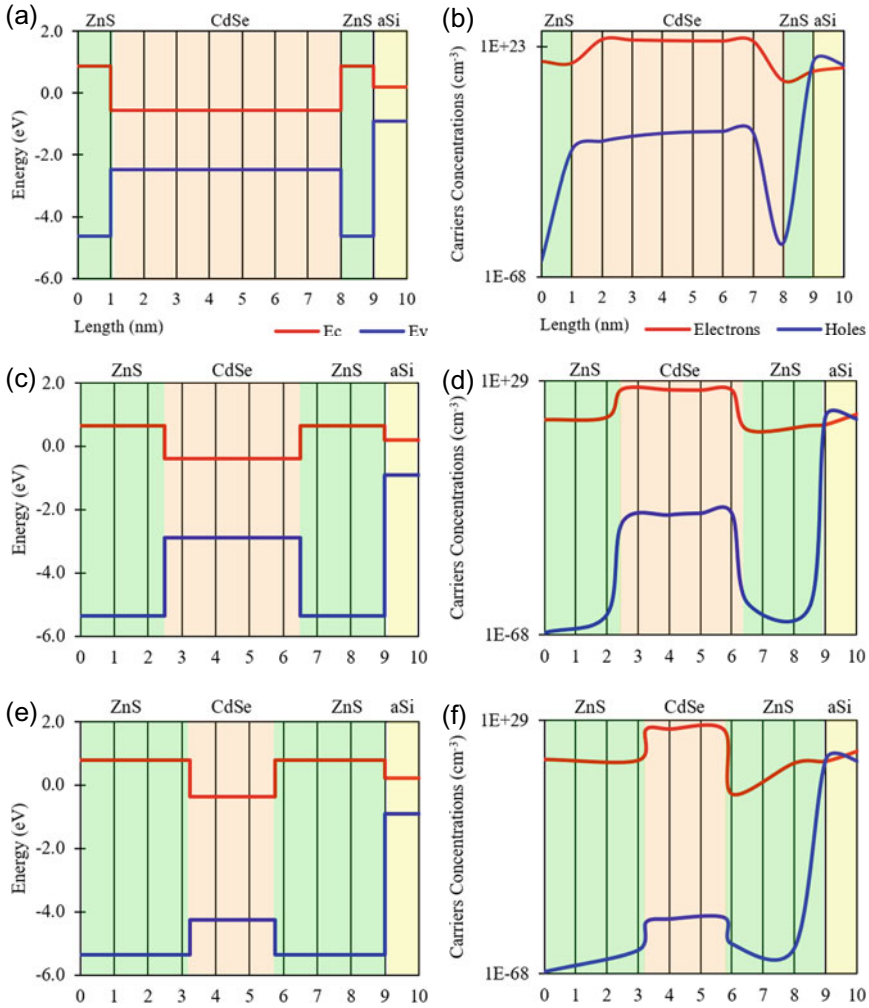 (a)
ZnS CdSe ZnS aSi
2.0
0.0
-2.0
-4.0
-6.0
Energy (eV)
0 1 2 3 4 5 6 7 8 9 10
Length (nm) Ec Ev
(b)
ZnS CdSe ZnS aSi
1E+23
1E-68
Carriers Concentrations (cm-3)
0 1 2 3 4 5 6 7 8 9 10
Length (nm) Electrons Holes
(c)
ZnS CdSe ZnS aSi
2.0
0.0
-2.0
-4.0
-6.0
Energy (eV)
0 1 2 3 4 5 6 7 8 9 10
(d)
ZnS CdSe ZnS aSi
1E+29
1E-68
Carriers Concentrations (cm-3)
0 1 2 3 4 5 6 7 8 9 10
(e)
ZnS CdSe ZnS aSi
2.0
0.0
-2.0
-4.0
-6.0
Energy (eV)
0 1 2 3 4 5 6 7 8 9 10
(f)
ZnS CdSe ZnS aSi
1E+29
1E-68
Carriers Concentrations (cm-3)
0 1 2 3 4 5 6 7 8 9 10